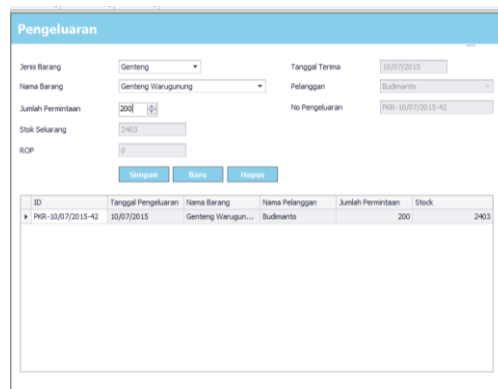 Pengeluaran
Jenis Barang Genteng Tanggal Terima 10/07/2015
Nama Barang Genteng Warugunung Pelanggan Budimanto
Jumlah Permintaan 200 No Pengeluaran PKR-10/07/2015-42
Stok Sekarang 2403
ROP 0
Simpan Baru Hapus
ID Tanggal Pengeluaran Nama Barang Nama Pelanggan Jumlah Permintaan Stock
PKR-10/07/2015-42 10/07/2015 Genteng Warugun... Budimanto 200 2403